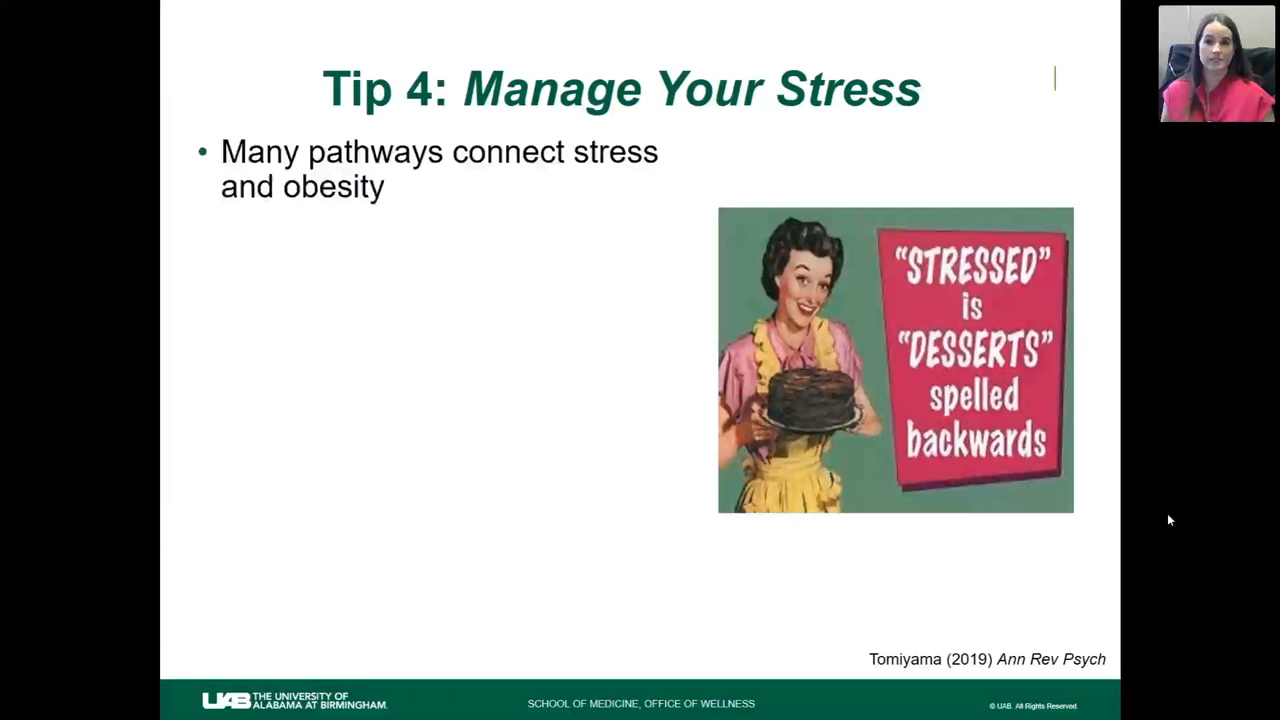 Tip 4: Manage Your Stress
• Many pathways connect stress
and obesity
“STRESSED”
is
“DESSERTS”
spelled
backwards
Tomiyama (2019) Ann Rev Psych
UAB THE UNIVERSITY OF
ALABAMA AT BIRMINGHAM.
SCHOOL OF MEDICINE, OFFICE OF WELLNESS
© UAB. All Rights Reserved.